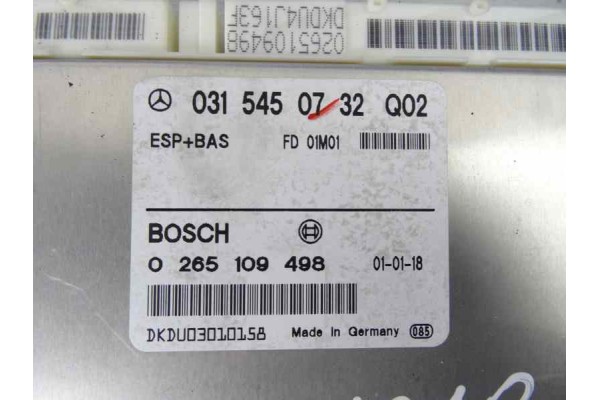 0265109498
DKDU4J163F
031 545 07 32 Q02
ESP+BAS FD 01M01
BOSCH
0 265 109 498 01-01-18
DKDU03010158 Made in Germany 085